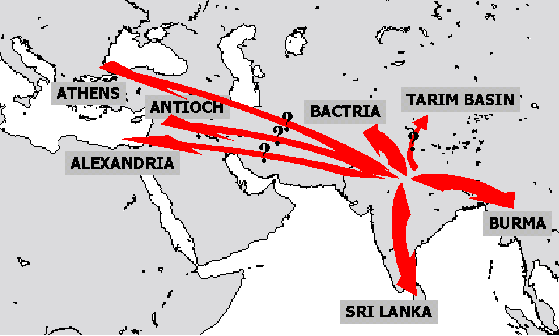 ATHENS
ANTIOCH
BACTRIA
TARIM BASIN
?
?
?
?
ALEXANDRIA
BURMA
SRI LANKA